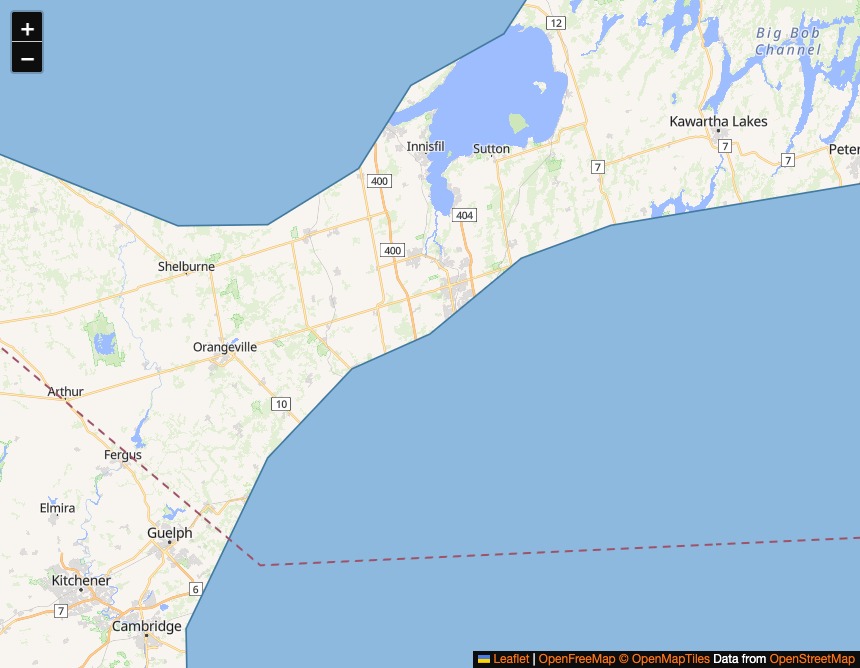 +
−
12
Big Bob
Channel
Kawartha Lakes
Innisfil
Sutton
7
7
7
Peter
400
404
400
Shelburne
Orangeville
Arthur
10
Fergus
Elmira
Guelph
Kitchener
6
7
Cambridge
Leaflet | OpenFreeMap © OpenMapTiles Data from OpenStreetMap